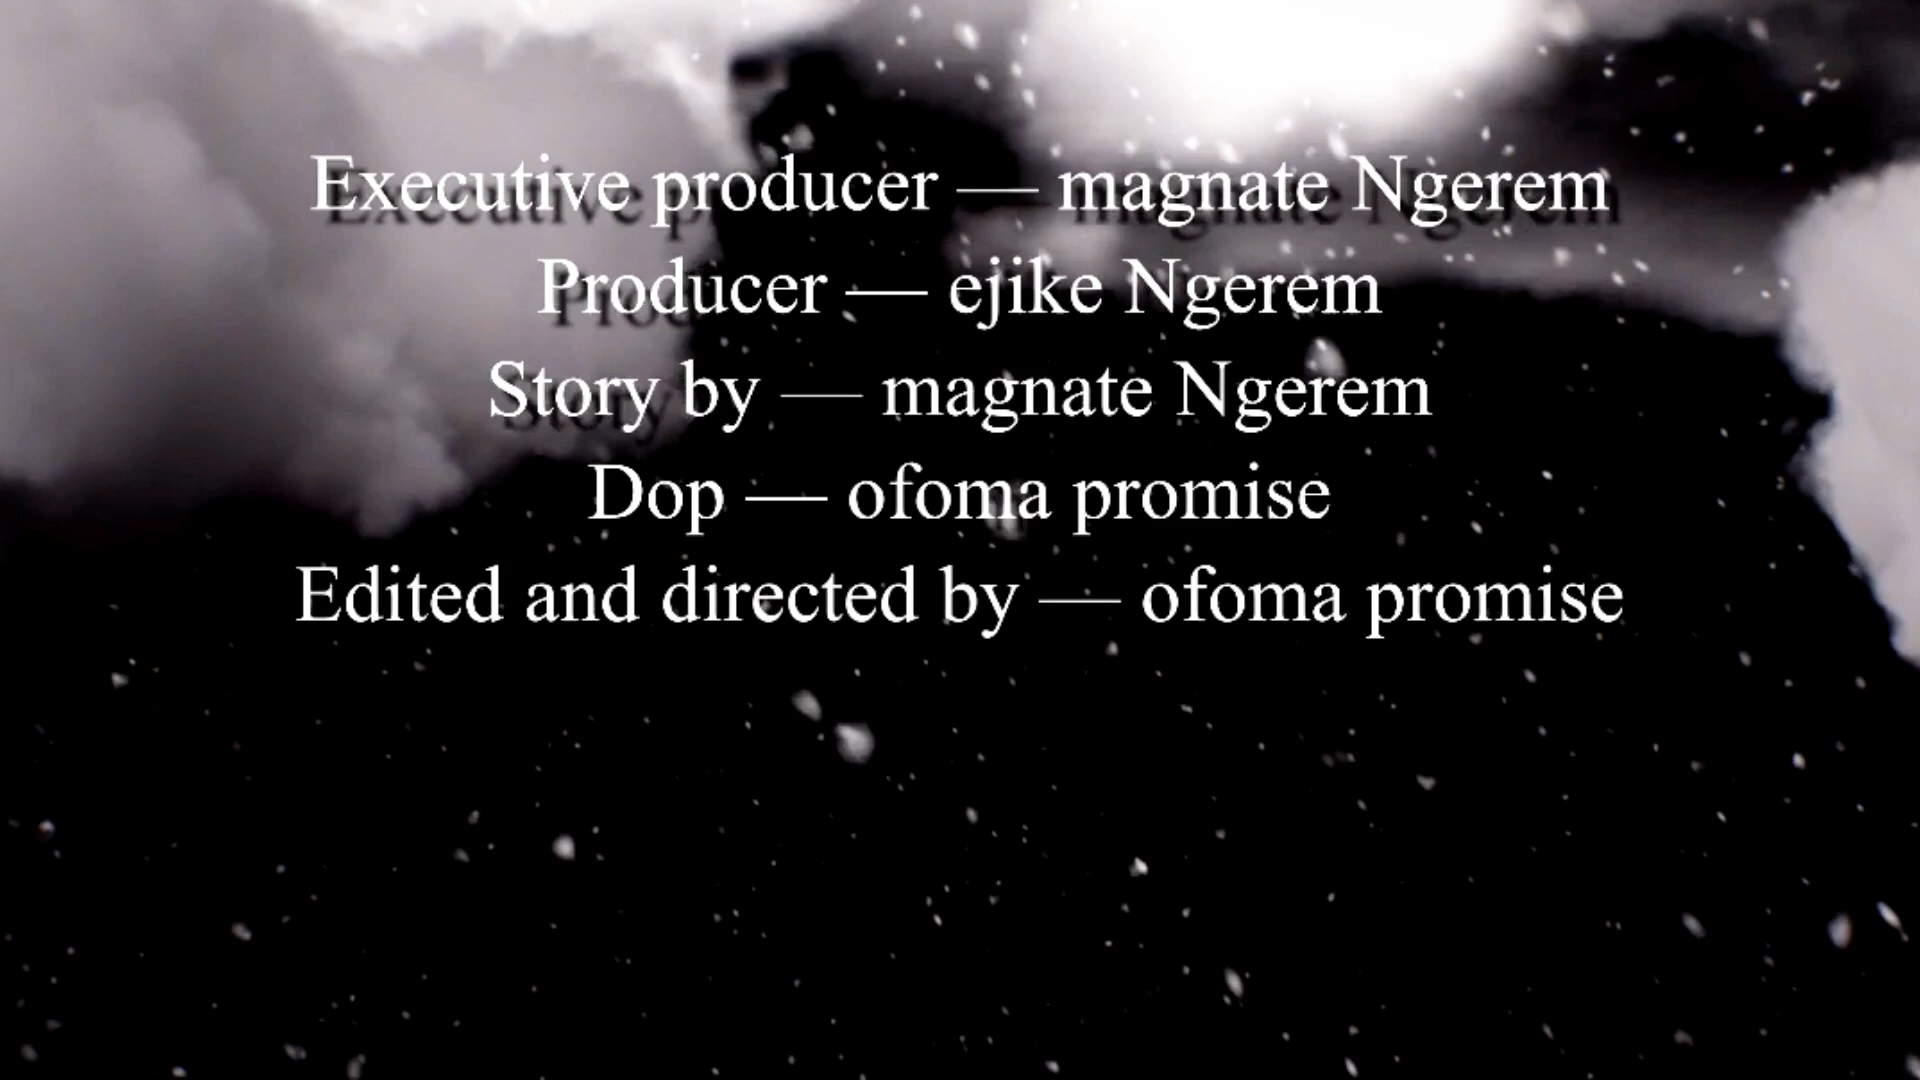 Executive producer — magnate Ngerem
Producer — ejike Ngerem
Story by — magnate Ngerem
Dop — ofoma promise
Edited and directed by — ofoma promise